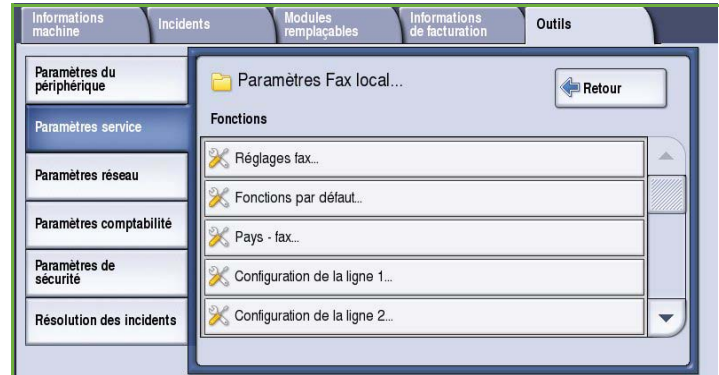 Informations machine
Incidents
Modules remplaçables
Informations de facturation
Outils
Paramètres du périphérique
Paramètres service
Paramètres réseau
Paramètres comptabilité
Paramètres de sécurité
Résolution des incidents
Paramètres Fax local...
Retour
Fonctions
Réglages fax...
Fonctions par défaut...
Pays - fax...
Configuration de la ligne 1...
Configuration de la ligne 2...